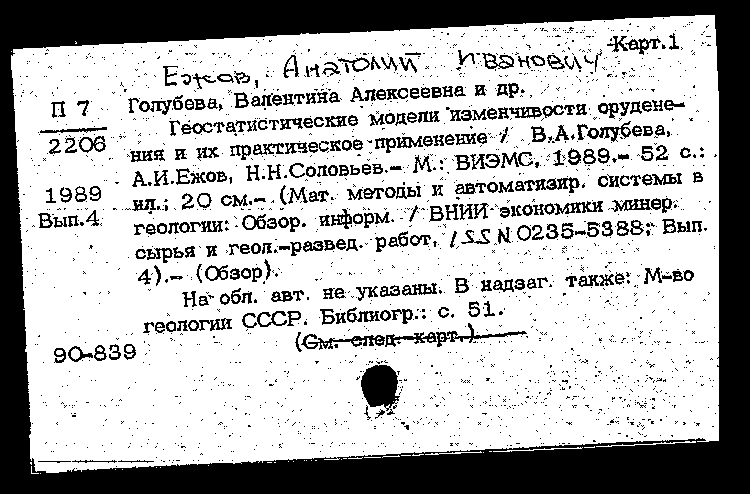 Карт.1
Ежов, Анатолий Иванович
П 7 Голубева, Валентина Алексеевна и др.
Геостатистические модели изменчивости орудене-
2206
ния и их практическое применение / В.А.Голубева,
А.И.Ежов, Н.Н.Соловьев.- М.: ВИЭМС, 1989.- 52 с.:
1989 ил.; 20 см.- (Мат. методы и автоматизир. системы в
Вып.4 геологии: Обзор. информ. / ВНИИ экономики минер.
сырья и геол.-развед. работ, ISSN 0235-5388; Вып.
4).- (Обзор).
На обл. авт. не указаны. В надзаг. также: М-во
геологии СССР. Библиогр.: с. 51.
90-839 (См. след. карт.)